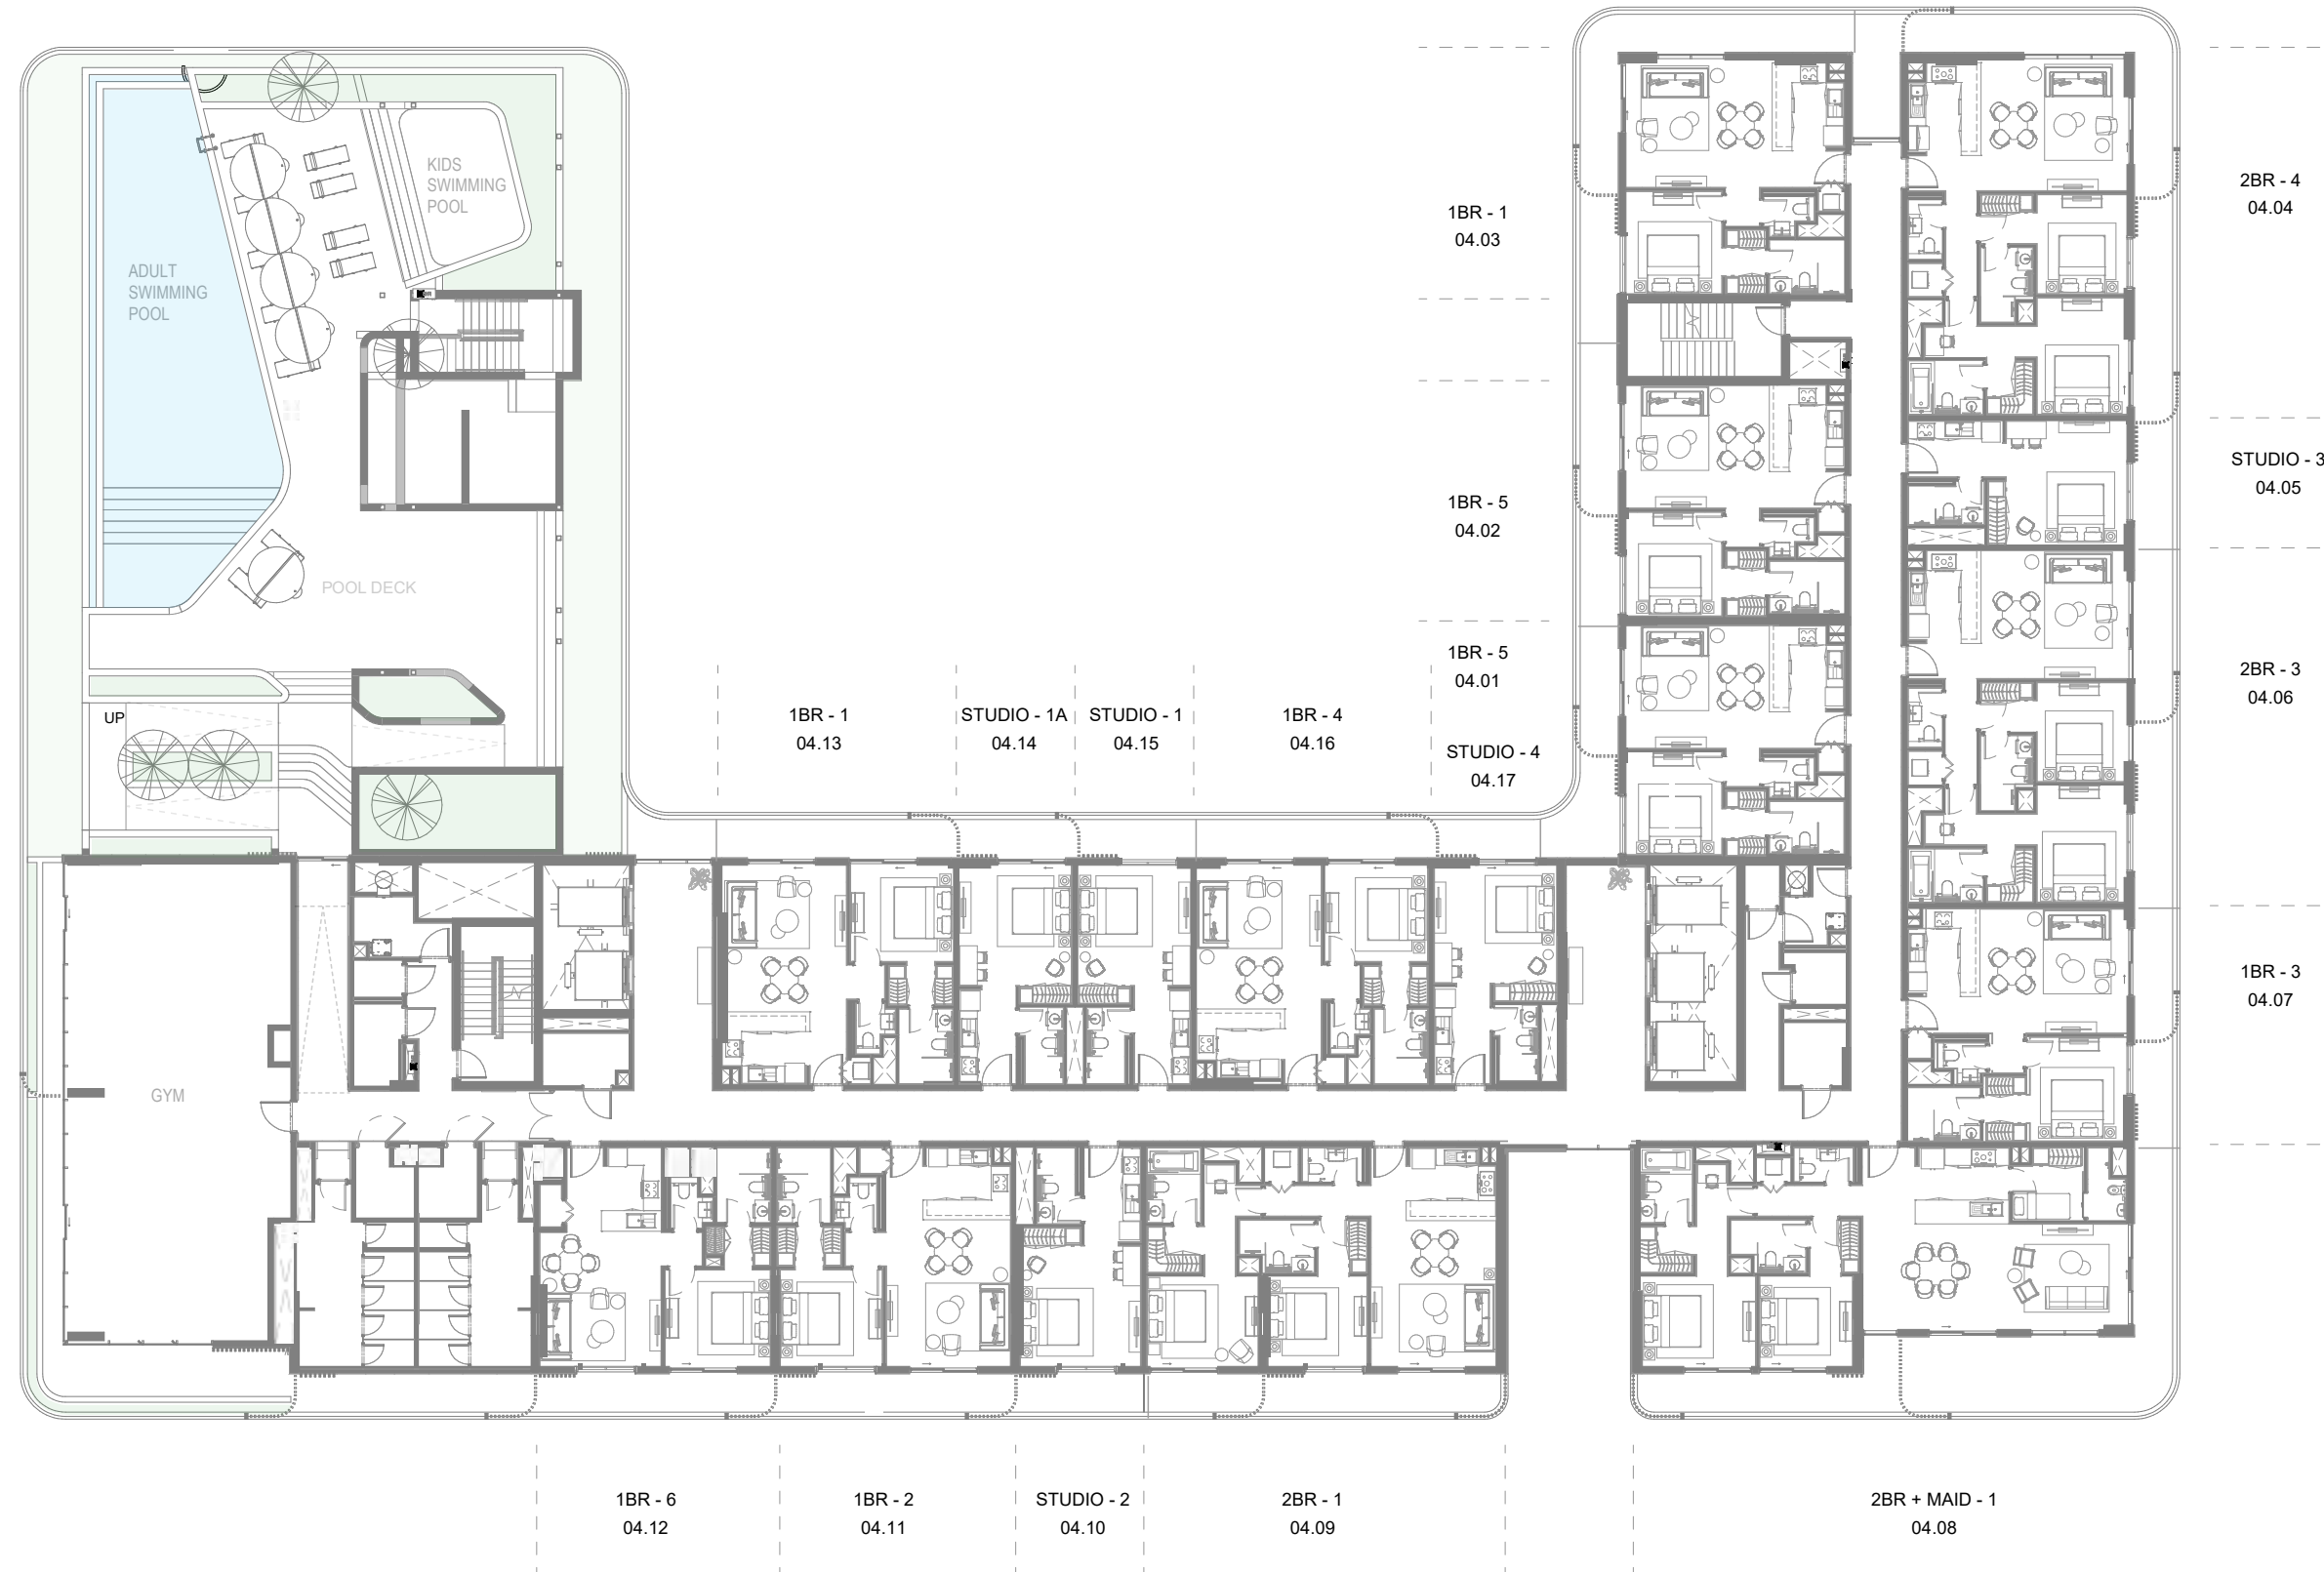 KIDS
SWIMMING
POOL
ADULT
SWIMMING
POOL
POOL DECK
UP
GYM
1BR - 1
04.03
1BR - 5
04.02
1BR - 5
04.01
2BR - 4
04.04
STUDIO - 3
04.05
2BR - 3
04.06
1BR - 3
04.07
1BR - 1
04.13
STUDIO - 1A
04.14
STUDIO - 1
04.15
1BR - 4
04.16
STUDIO - 4
04.17
1BR - 6
04.12
1BR - 2
04.11
STUDIO - 2
04.10
2BR - 1
04.09
2BR + MAID - 1
04.08